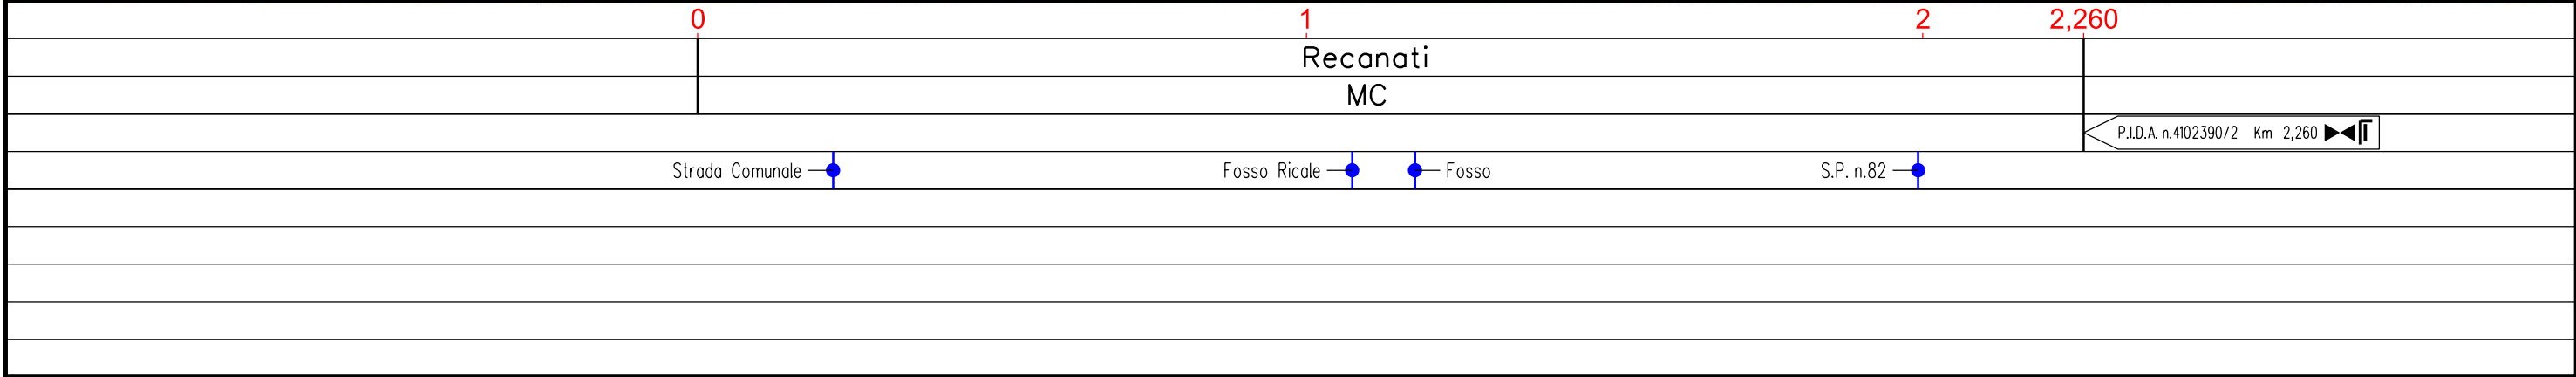 0 1 2 2,260
Recanati
MC
P.I.D.A. n.4102390/2 Km 2,260
Strada Comunale Fosso Ricale Fosso S.P. n.82